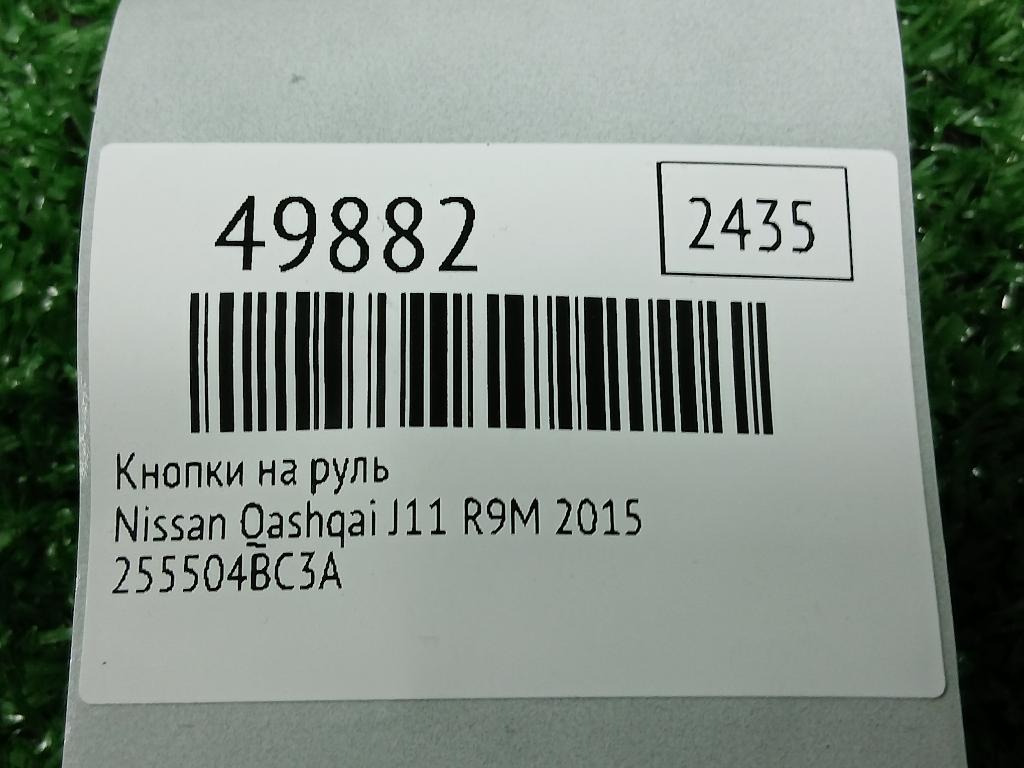 49882
2435
Кнопки на руль
Nissan Qashqai J11 R9M 2015
255504BC3A